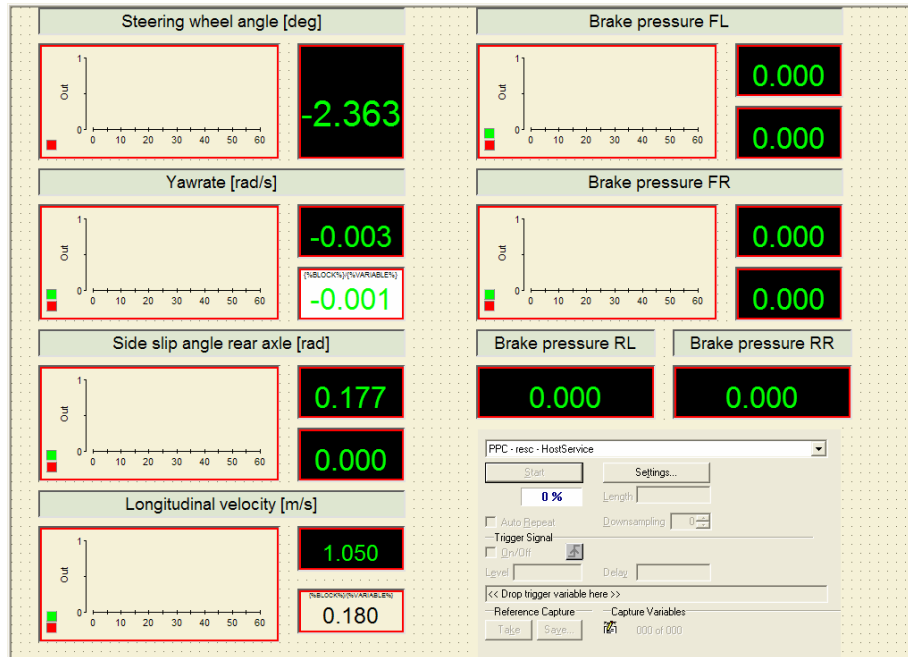 Steering wheel angle [deg]
Out
1
0
0 10 20 30 40 50 60
-2.363
Yawrate [rad/s]
Out
1
0
0 10 20 30 40 50 60
-0.003
{%BLOCK%}/{%VARIABLE%}
-0.001
Side slip angle rear axle [rad]
Out
1
0
0 10 20 30 40 50 60
0.177
0.000
Longitudinal velocity [m/s]
Out
1
0
0 10 20 30 40 50 60
1.050
{%BLOCK%}/{%VARIABLE%}
0.180
Brake pressure FL
Out
1
0
0 10 20 30 40 50 60
0.000
0.000
Brake pressure FR
Out
1
0
0 10 20 30 40 50 60
0.000
0.000
Brake pressure RL
Brake pressure RR
0.000
0.000
PPC - resc - HostService
Start
Settings...
0 %
Length
Auto Repeat
Downsampling 0
Trigger Signal
On/Off
Level
Delay
<< Drop trigger variable here >>
Reference Capture
Capture Variables
Take
Save...
000 of 000